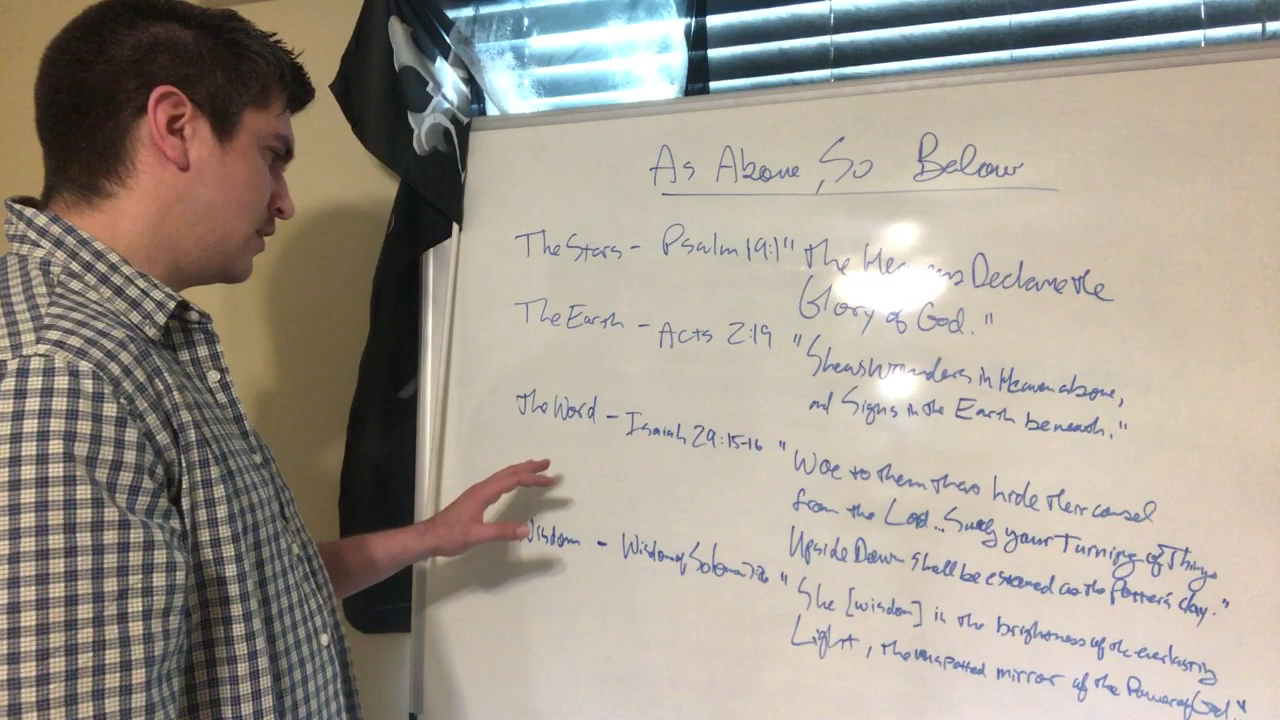 As Above, So Below
The Stars - Psalm 19:1 "The Heavens Declare the
Glory of God."
The Earth - Acts 2:19 "Shews Wonders in Heaven above,
and Signs in the Earth beneath."
The Word - Isaiah 29:15-16 "Woe to them that hide their counsel
from the Lord... Surely your Turning of Things
Upside Down shall be esteemed as the Potter's clay."
Wisdom - Wisdom of Solomon "She [wisdom] is the brightness of the everlasting
Light, the unspotted mirror of the Power of God."